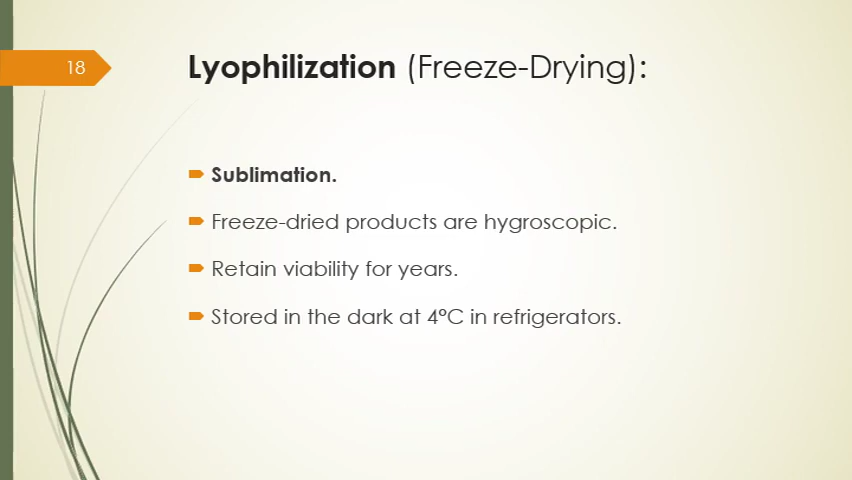 18
Lyophilization (Freeze-Drying):
Sublimation.
Freeze-dried products are hygroscopic.
Retain viability for years.
Stored in the dark at 4°C in refrigerators.